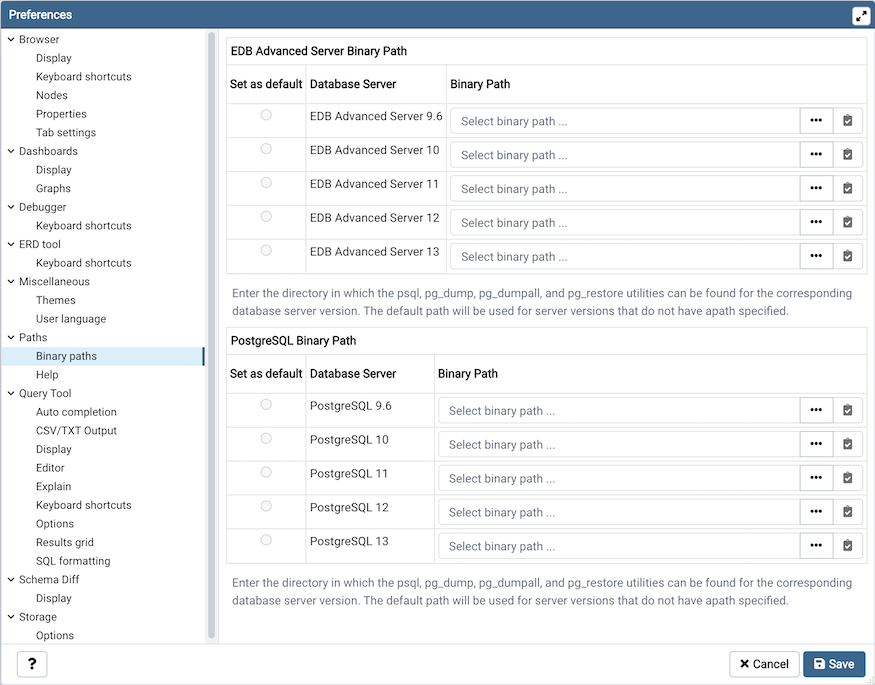 Preferences
Browser
Display
Keyboard shortcuts
Nodes
Properties
Tab settings
Dashboards
Display
Graphs
Debugger
Keyboard shortcuts
ERD tool
Keyboard shortcuts
Miscellaneous
Themes
User language
Paths
Binary paths
Help
Query Tool
Auto completion
CSV/TXT Output
Display
Editor
Explain
Keyboard shortcuts
Options
Results grid
SQL formatting
Schema Diff
Display
Storage
Options
EDB Advanced Server Binary Path
Set as default Database Server Binary Path
EDB Advanced Server 9.6 Select binary path ...
EDB Advanced Server 10 Select binary path ...
EDB Advanced Server 11 Select binary path ...
EDB Advanced Server 12 Select binary path ...
EDB Advanced Server 13 Select binary path ...
Enter the directory in which the psql, pg_dump, pg_dumpall, and pg_restore utilities can be found for the corresponding
database server version. The default path will be used for server versions that do not have apath specified.
PostgreSQL Binary Path
Set as default Database Server Binary Path
PostgreSQL 9.6 Select binary path ...
PostgreSQL 10 Select binary path ...
PostgreSQL 11 Select binary path ...
PostgreSQL 12 Select binary path ...
PostgreSQL 13 Select binary path ...
Enter the directory in which the psql, pg_dump, pg_dumpall, and pg_restore utilities can be found for the corresponding
database server version. The default path will be used for server versions that do not have apath specified.
? Cancel Save